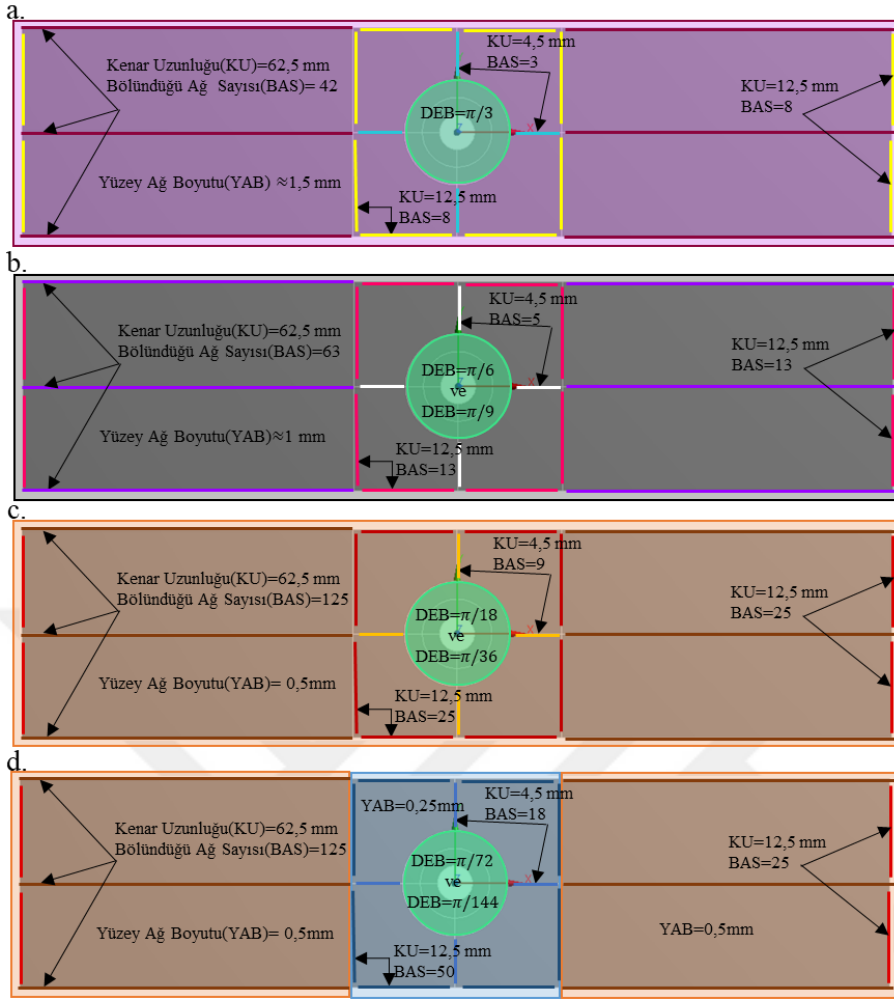 a.
Kenar Uzunluğu(KU)=62,5 mm
Bölündüğü Ağ Sayısı(BAS)= 42
KU=4,5 mm
BAS=3
KU=12,5 mm
BAS=8
DEB=π/3
X
Yüzey Ağ Boyutu(YAB) ≈1,5 mm
KU=12,5 mm
BAS=8
b.
Kenar Uzunluğu(KU)=62,5 mm
Bölündüğü Ağ Sayısı(BAS)=63
KU=4,5 mm
BAS=5
KU=12,5 mm
BAS=13
DEB=π/6
ve
DEB=π/9
X
Yüzey Ağ Boyutu(YAB)≈1 mm
KU=12,5 mm
BAS=13
c.
Kenar Uzunluğu(KU)=62,5 mm
Bölündüğü Ağ Sayısı(BAS)=125
KU=4,5 mm
BAS=9
KU=12,5 mm
BAS=25
DEB=π/18
ve
DEB=π/36
X
Yüzey Ağ Boyutu(YAB)= 0,5mm
KU=12,5 mm
BAS=25
d.
YAB=0,25mm
KU=4,5 mm
BAS=18
Kenar Uzunluğu(KU)=62,5 mm
Bölündüğü Ağ Sayısı(BAS)=125
KU=12,5 mm
BAS=25
DEB=π/72
ve
DEB=π/144
X
Yüzey Ağ Boyutu(YAB)= 0,5mm
YAB=0,5mm
KU=12,5 mm
BAS=50